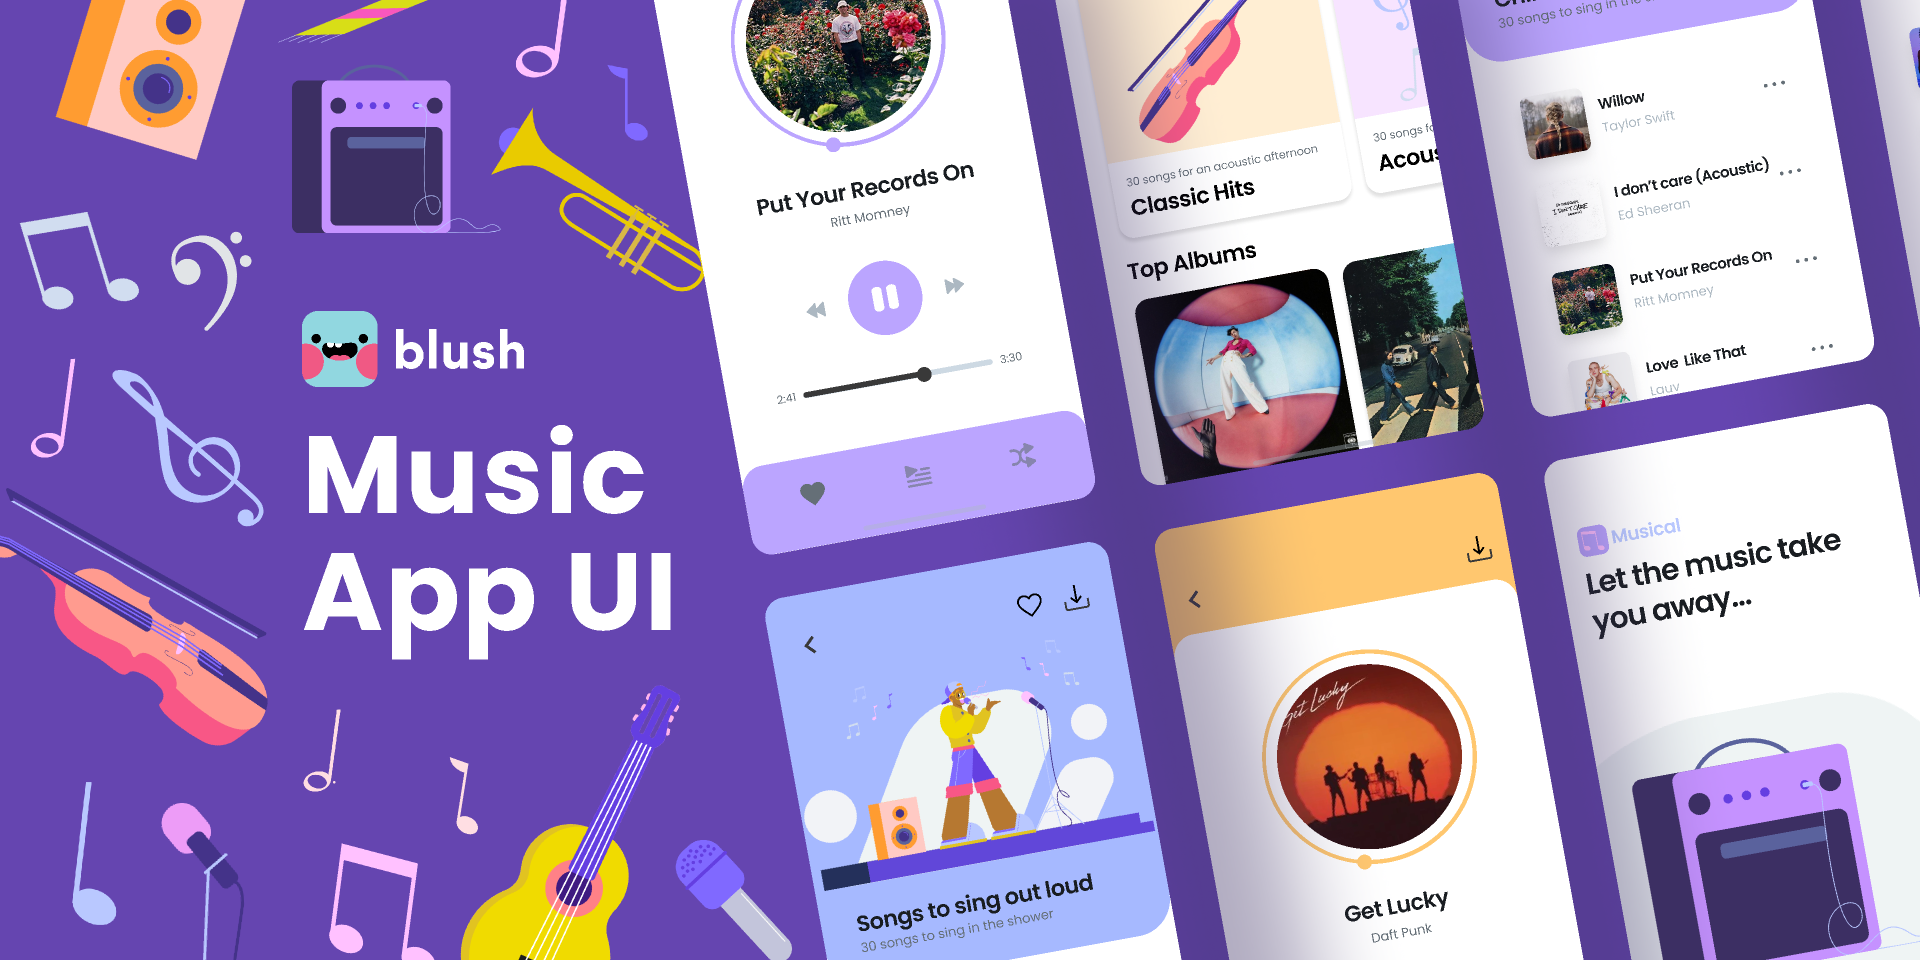 blush
Music
App UI
Put Your Records On
Ritt Momney
2:41
3:30
30 songs for an acoustic afternoon
Classic Hits
30 songs
Top Albums
30 songs to sing in the
Willow
Taylor Swift
I don't care (Acoustic)
Ed Sheeran
Put Your Records On
Ritt Momney
Love Like That
Lauv
Songs to sing out loud
30 songs to sing in the shower
Get Lucky
Get Lucky
Daft Punk
Musical
Let the music take
you away...